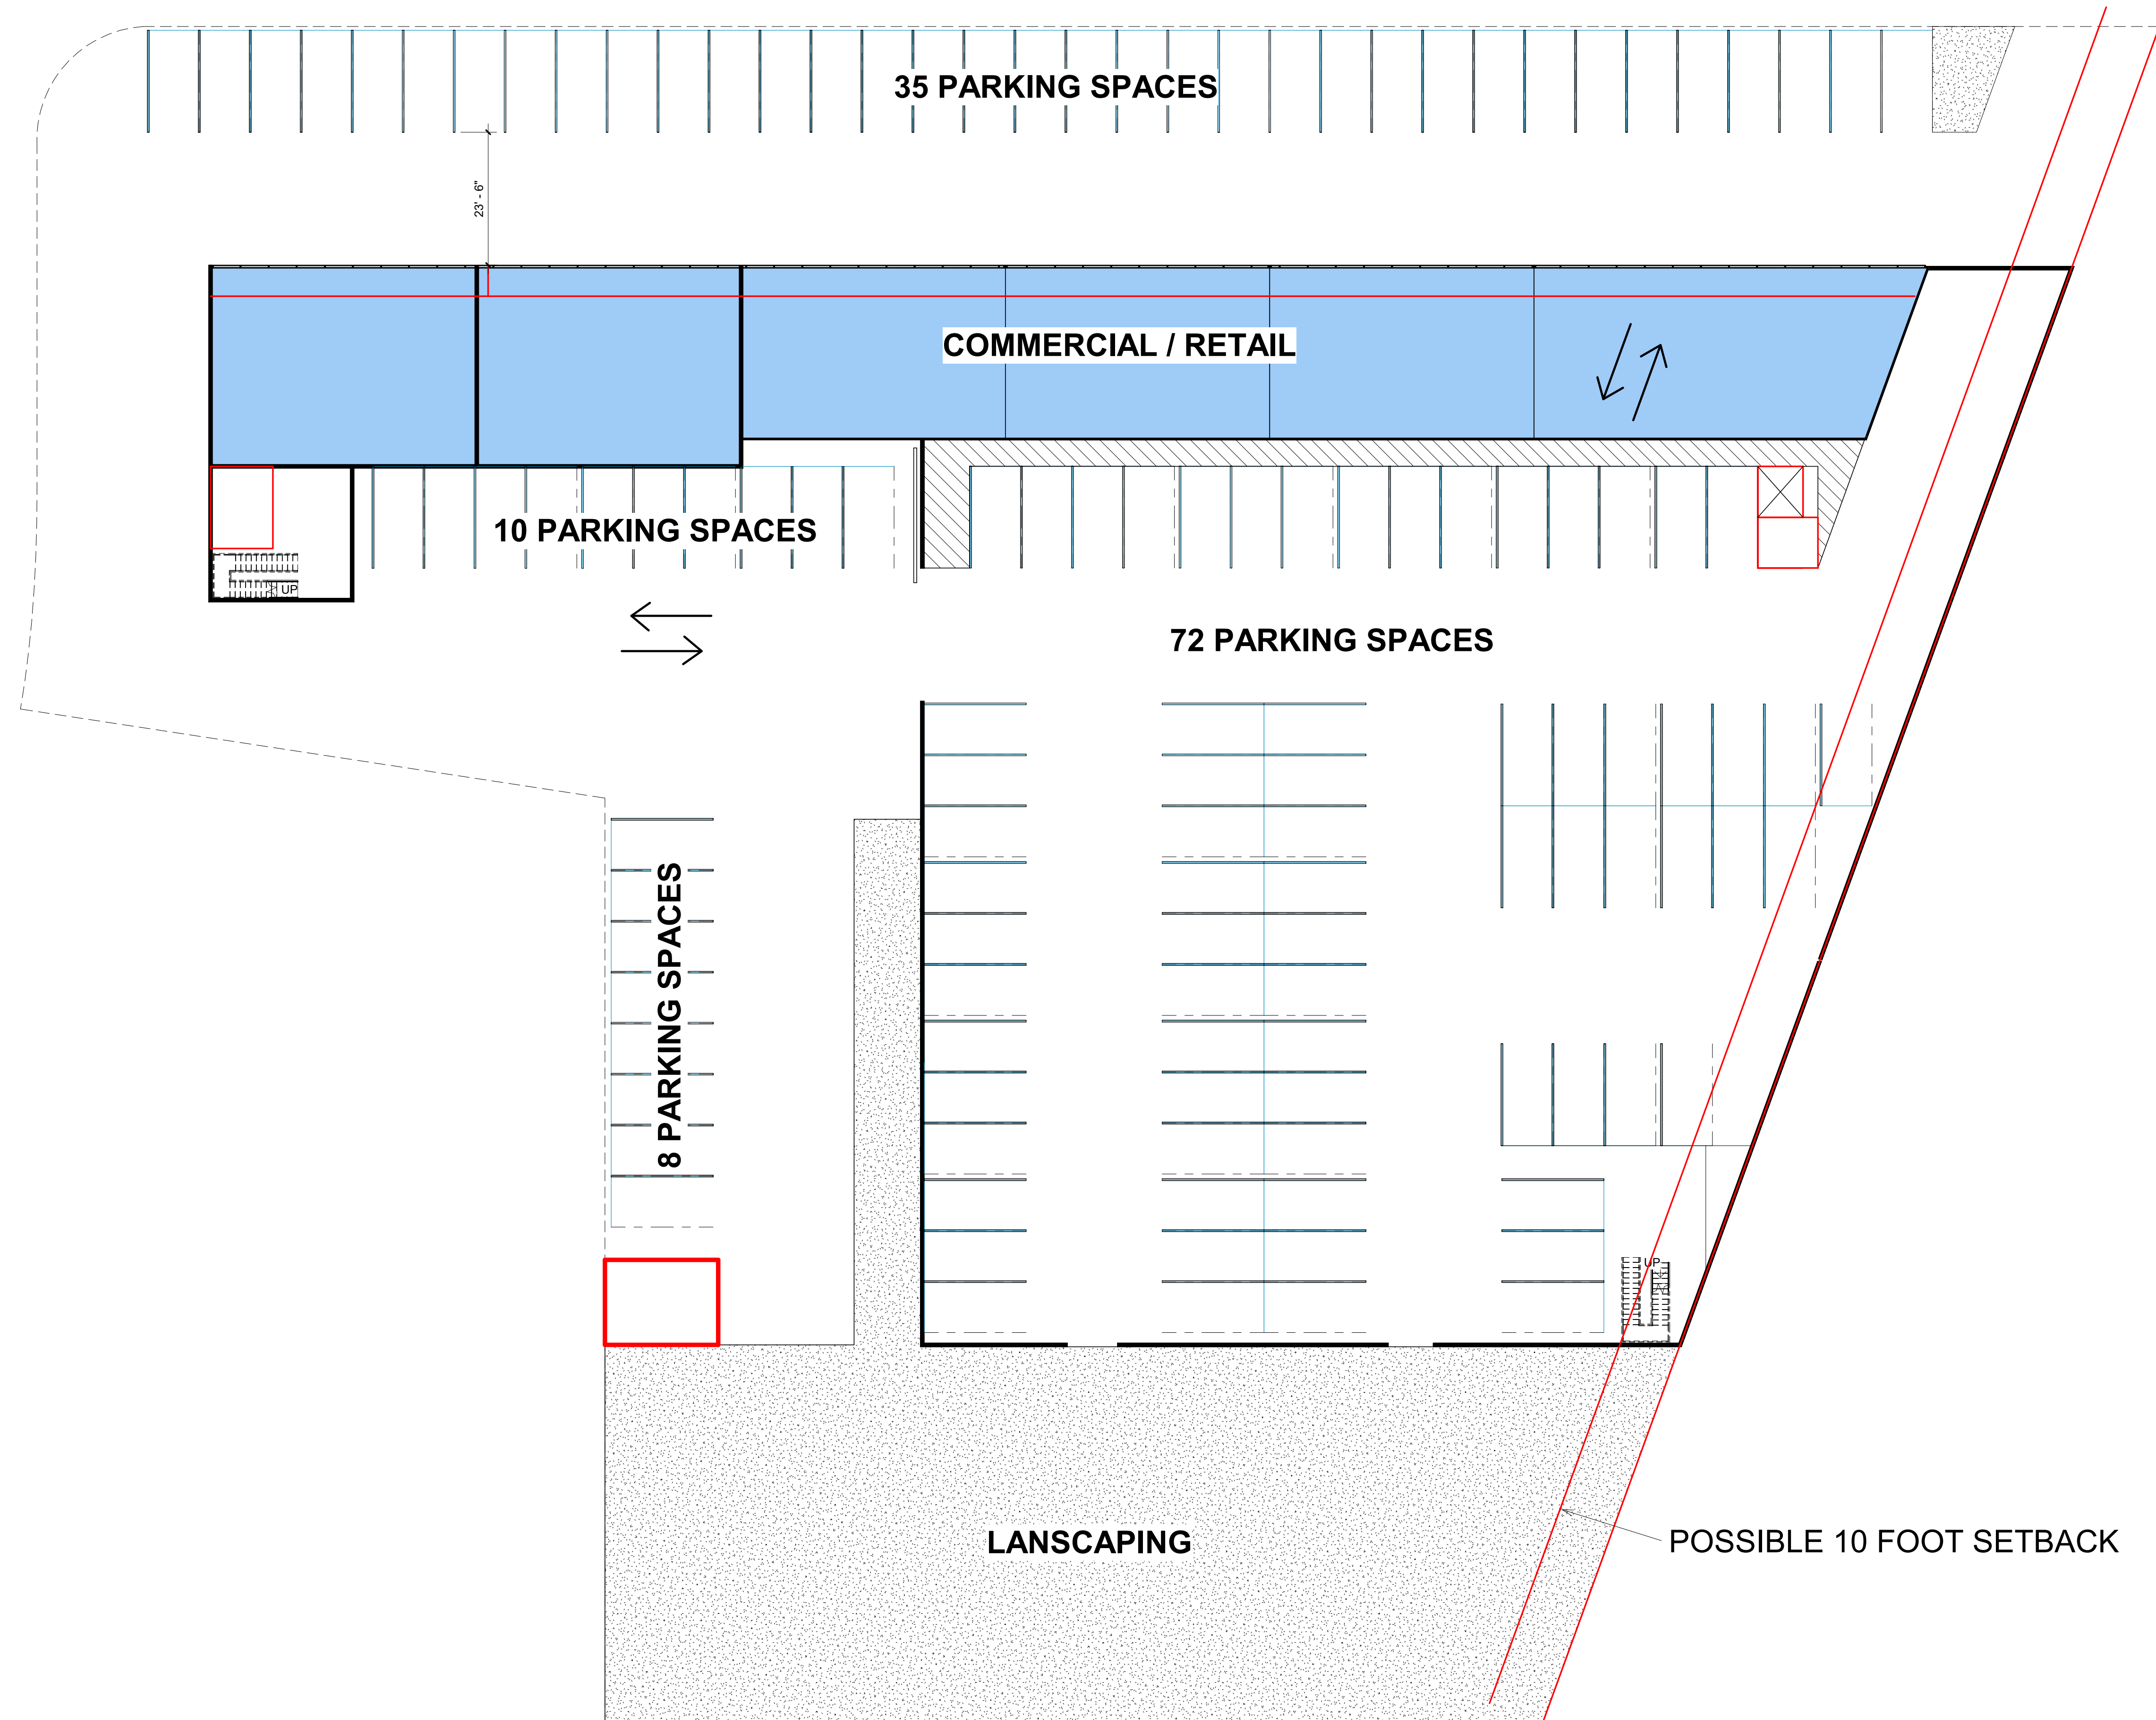 35 PARKING SPACES
23' - 6"
COMMERCIAL / RETAIL
10 PARKING SPACES
UP
72 PARKING SPACES
8 PARKING SPACES
UP
LANSCAPING
POSSIBLE 10 FOOT SETBACK